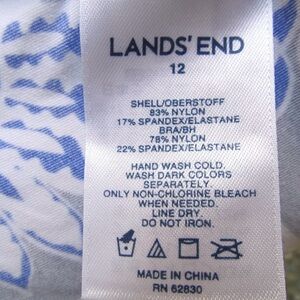 LANDS' END
12
SHELL/OBERSTOFF
83% NYLON
17% SPANDEX/ELASTANE
BRA/BH
78% NYLON
22% SPANDEX/ELASTANE
HAND WASH COLD.
WASH DARK COLORS
SEPARATELY.
ONLY NON-CHLORINE BLEACH
WHEN NEEDED.
LINE DRY.
DO NOT IRON.
MADE IN CHINA
RN 62830